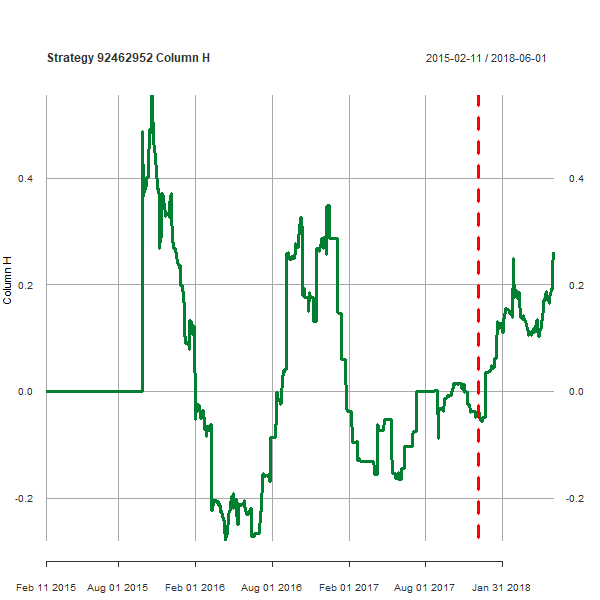 Strategy 92462952 Column H
2015-02-11 / 2018-06-01
Column H
0.4
0.4
0.2
0.2
0.0
0.0
-0.2
-0.2
Feb 11 2015
Aug 01 2015
Feb 01 2016
Aug 01 2016
Feb 01 2017
Aug 01 2017
Jan 31 2018